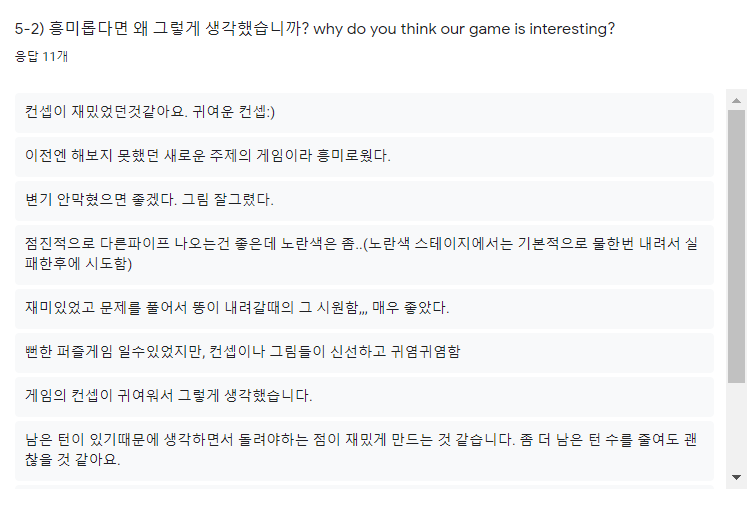 5-2) 흥미롭다면 왜 그렇게 생각했습니까? why do you think our game is interesting?
응답 11개
컨셉이 재밌었던것같아요. 귀여운 컨셉:)
이전엔 해보지 못했던 새로운 주제의 게임이라 흥미로웠다.
변기 안막혔으면 좋겠다. 그림 잘그렸다.
점진적으로 다른파이프 나오는건 좋은데 노란색은 좀..(노란색 스테이지에서는 기본적으로 물한번 내려서 실
패한후에 시도함)
재미있었고 문제를 풀어서 똥이 내려갈때의 그 시원함,,, 매우 좋았다.
뻔한 퍼즐게임 일수있었지만, 컨셉이나 그림들이 신선하고 귀염귀염함
게임의 컨셉이 귀여워서 그렇게 생각했습니다.
남은 턴이 있기때문에 생각하면서 돌려야하는 점이 재밌게 만드는 것 같습니다. 좀 더 남은 턴 수를 줄여도 괜
찮을 것 같아요.